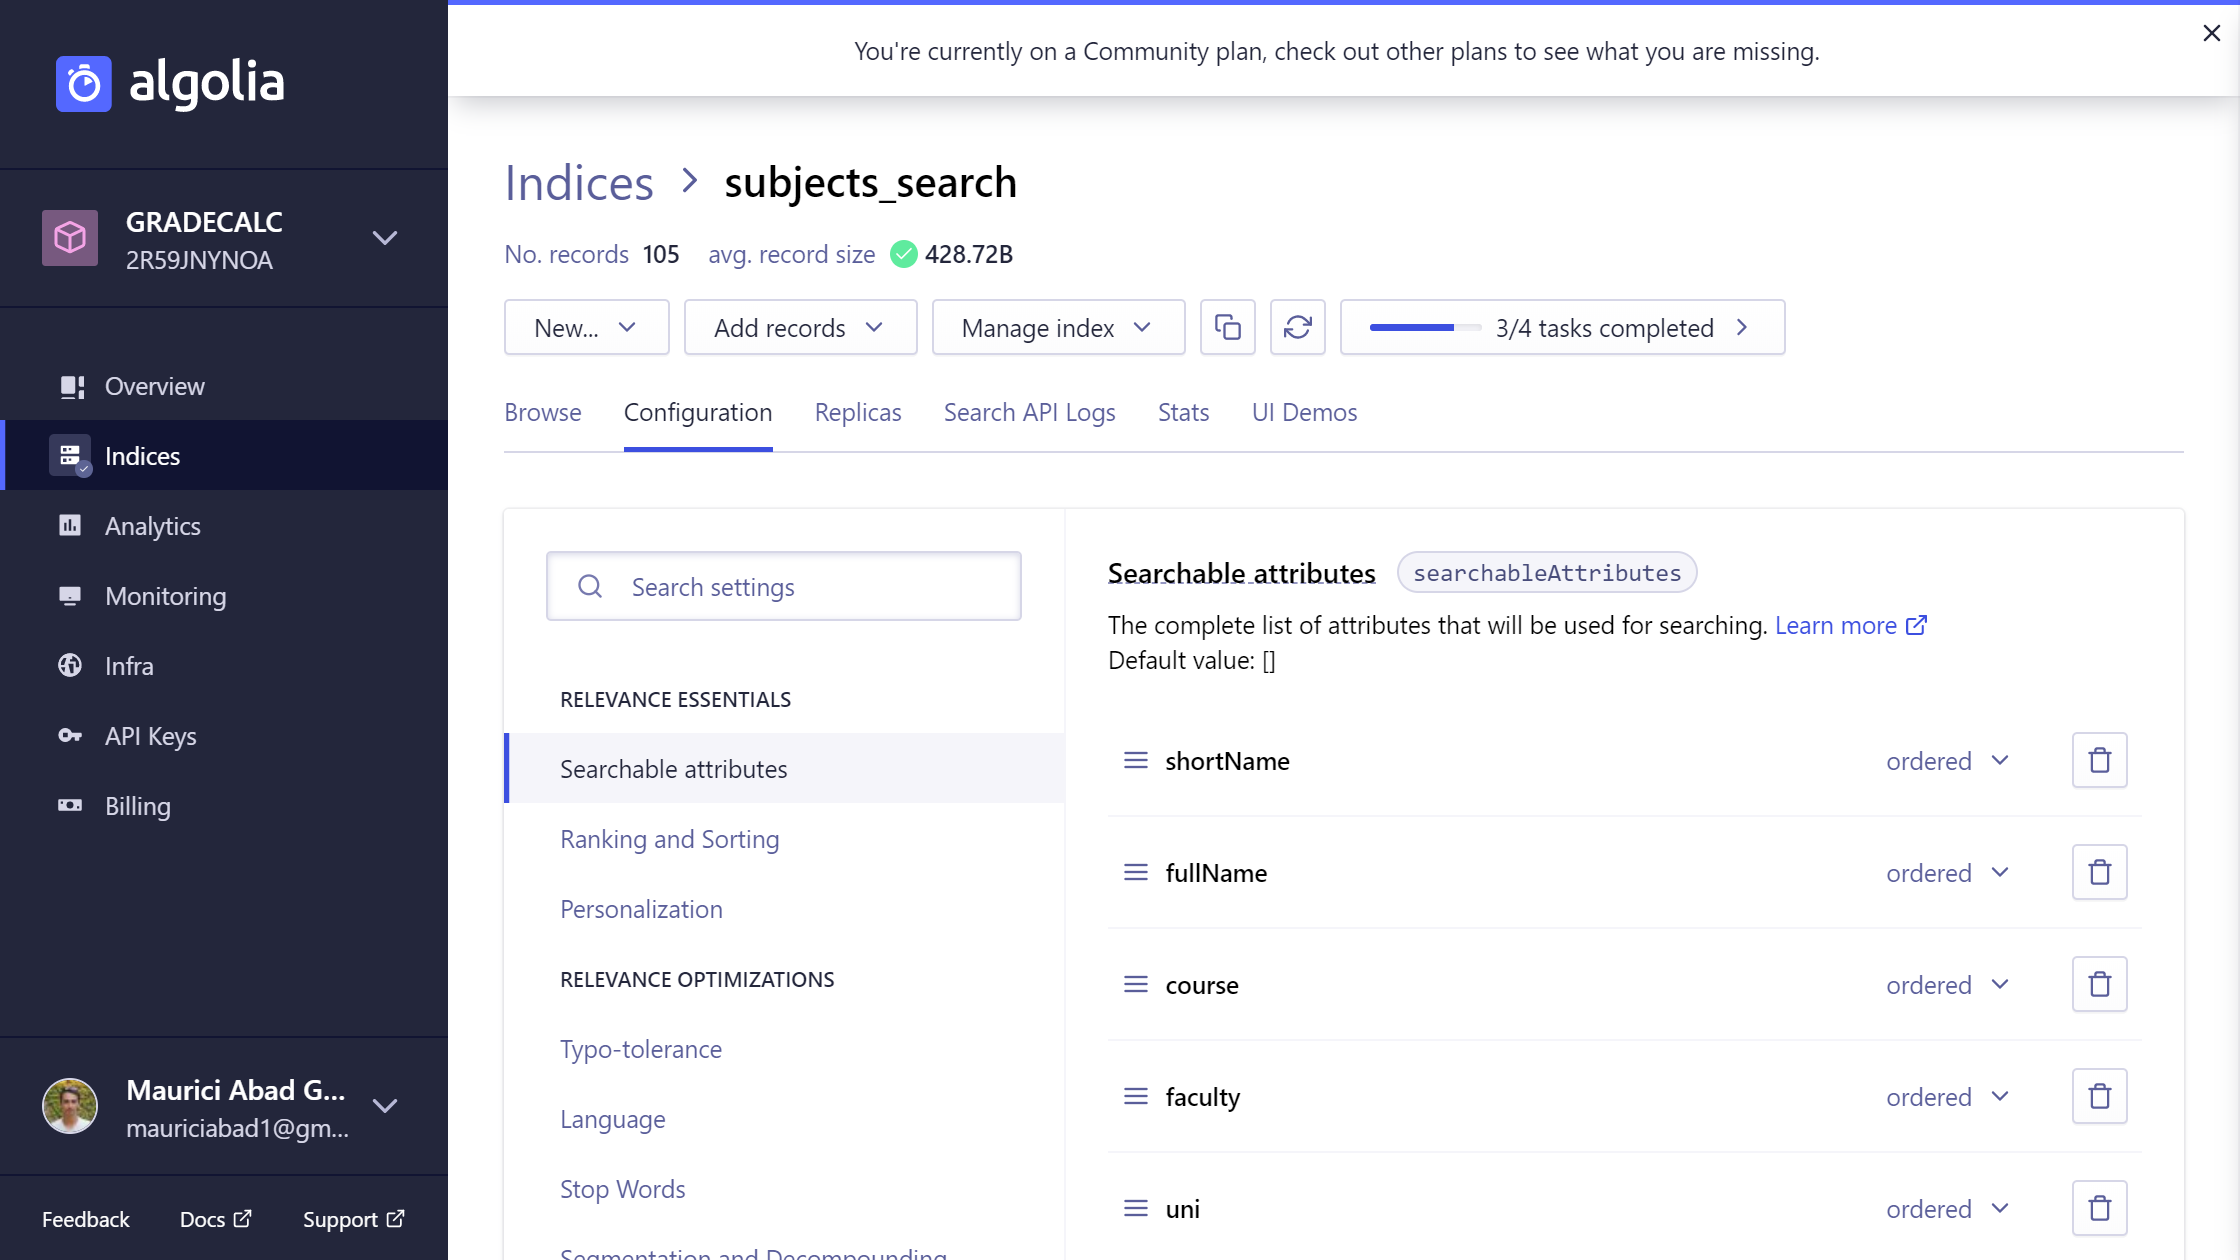 algolia
You're currently on a Community plan, check out other plans to see what you are missing.
GRADECALC
2R59JNYNOA
Overview
Indices
Analytics
Monitoring
Infra
API Keys
Billing
Maurici Abad G...
mauriciabad1@gm...
Feedback Docs Support
Indices > subjects_search
No. records 105 avg. record size 428.72B
New... Add records Manage index 3/4 tasks completed
Browse Configuration Replicas Search API Logs Stats UI Demos
Search settings
RELEVANCE ESSENTIALS
Searchable attributes
Ranking and Sorting
Personalization
RELEVANCE OPTIMIZATIONS
Typo-tolerance
Language
Stop Words
Segmentation and Decompounding
Searchable attributes searchableAttributes
The complete list of attributes that will be used for searching. Learn more
Default value: []
shortName ordered
fullName ordered
course ordered
faculty ordered
uni ordered